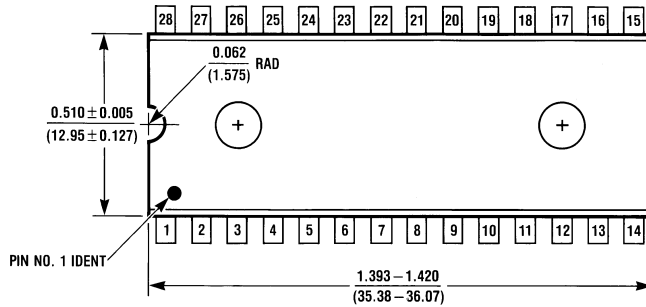 28 27 26 25 24 23 22 21 20 19 18 17 16 15
0.062
(1.575)
RAD
0.510 ± 0.005
(12.95 ± 0.127)
1 2 3 4 5 6 7 8 9 10 11 12 13 14
PIN NO. 1 IDENT
1.393 – 1.420
(35.38 – 36.07)